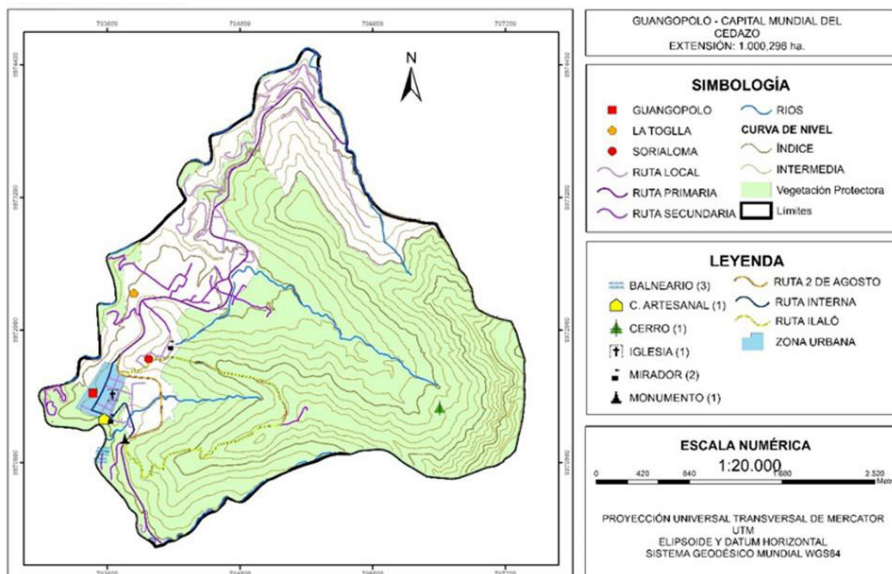 N
GUANGOPOLO - CAPITAL MUNDIAL DEL
CEDAZO
EXTENSIÓN: 1.000,296 ha.
SIMBOLOGÍA
GUANGOPOLO
LA TOGLLA
SORIALOMA
RUTA LOCAL
RUTA PRIMARIA
RUTA SECUNDARIA
RIOS
CURVA DE NIVEL
ÍNDICE
INTERMEDIA
Vegetación Protectora
Límites
LEYENDA
BALNEARIO (3)
C. ARTESANAL (1)
CERRO (1)
IGLESIA (1)
MIRADOR (2)
MONUMENTO (1)
RUTA 2 DE AGOSTO
RUTA INTERNA
RUTA ILALÓ
ZONA URBANA
ESCALA NUMÉRICA
1:20.000
0 420 840 1.680 2.520
PROYECCIÓN UNIVERSAL TRANSVERSAL DE MERCATOR
UTM
ELIPSOIDE Y DATUM HORIZONTAL
SISTEMA GEODÉSICO MUNDIAL WGS84